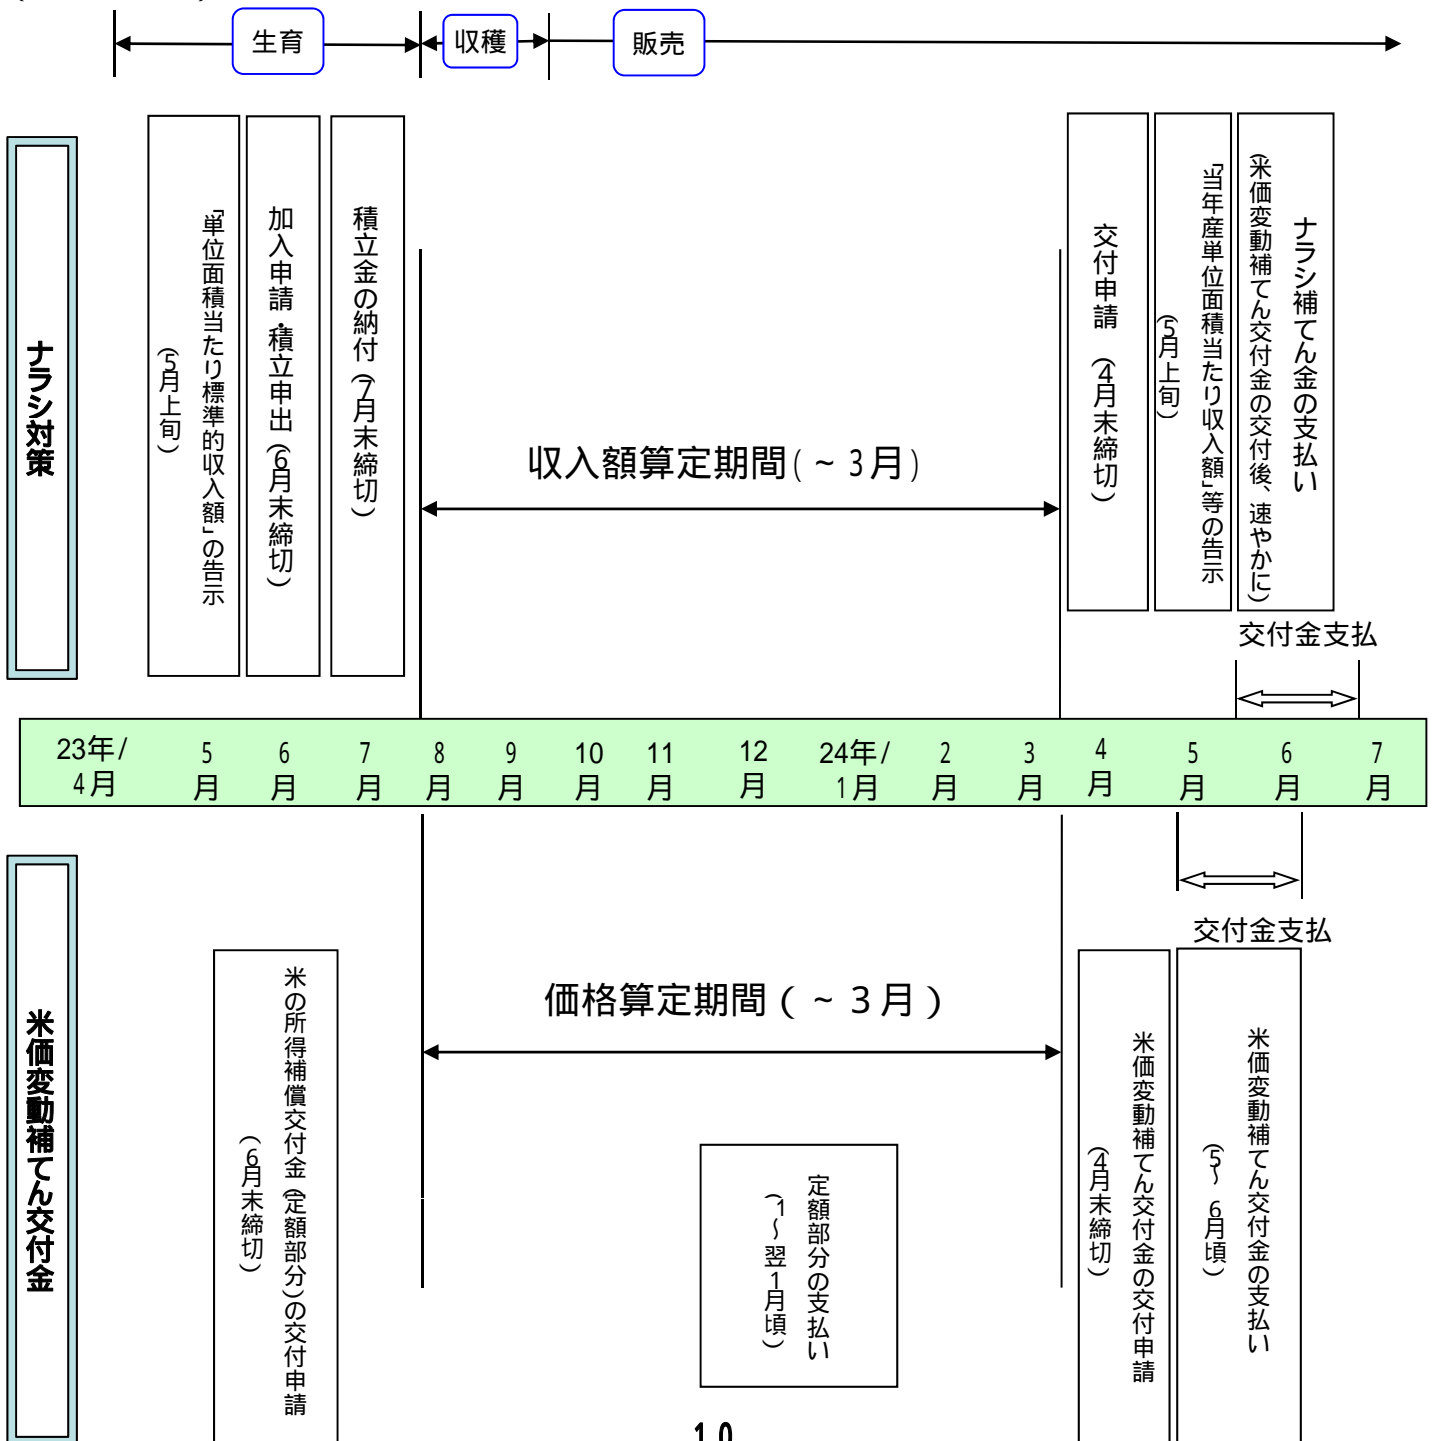 生育
収穫
販売
ナラシ対策
「単位面積当たり標準的収入額」の告示
(5月上旬)
加入申請・積立申出(6月末締切)
積立金の納付(7月末締切)
収入額算定期間(~3月)
交付申請 (4月末締切)
「当年産単位面積当たり収入額」等の告示
(5月上旬)
ナラシ補てん金の支払い
(米価変動補てん交付金の交付後、速やかに)
交付金支払
23年/
4月
5
月
6
月
7
月
8
月
9
月
10
月
11
月
12
月
24年/
1月
2
月
3
月
4
月
5
月
6
月
7
月
交付金支払
米価変動補てん交付金
米の所得補償交付金(定額部分)の交付申請
(6月末締切)
価格算定期間(~3月)
定額部分の支払い
(1~翌1月頃)
米価変動補てん交付金の交付申請
(4月末締切)
米価変動補てん交付金の支払い
(5~6月頃)
10